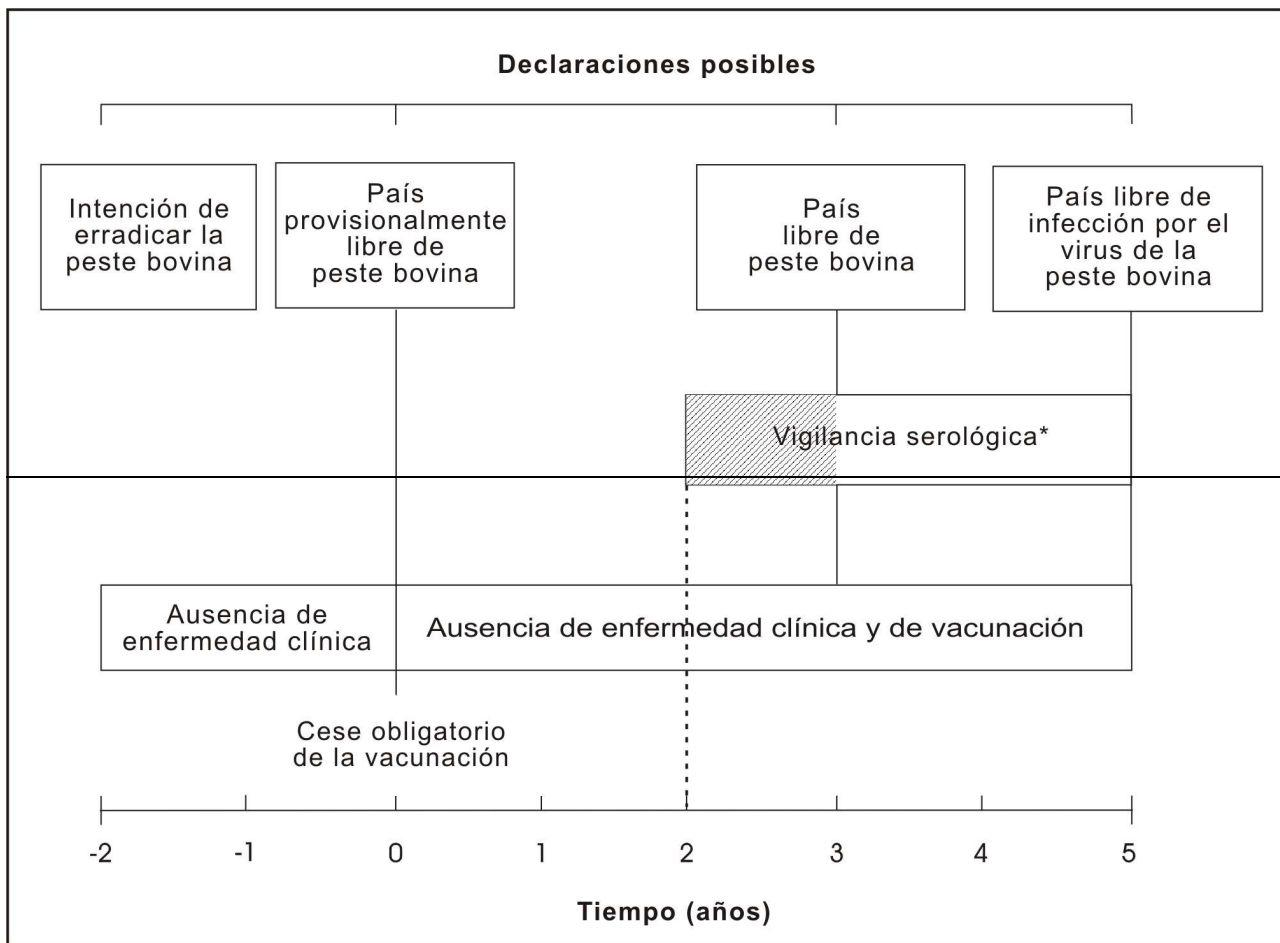 Declaraciones posibles
Intención de
erradicar la
peste bovina
País
provisionalmente
libre de
peste bovina
País
libre de
peste bovina
País libre de
infección por el
virus de la
peste bovina
Vigilancia serológica*
Ausencia de
enfermedad clínica
Ausencia de enfermedad clínica y de vacunación
Cese obligatorio
de la vacunación
-2 -1 0 1 2 3 4 5
Tiempo (años)